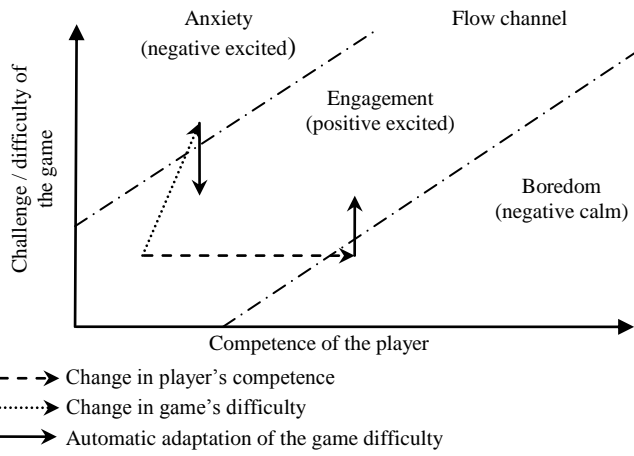 Anxiety
(negative excited)
Flow channel
Challenge / difficulty of
the game
Engagement
(positive excited)
Boredom
(negative calm)
Competence of the player
Change in player's competence
Change in game's difficulty
Automatic adaptation of the game difficulty